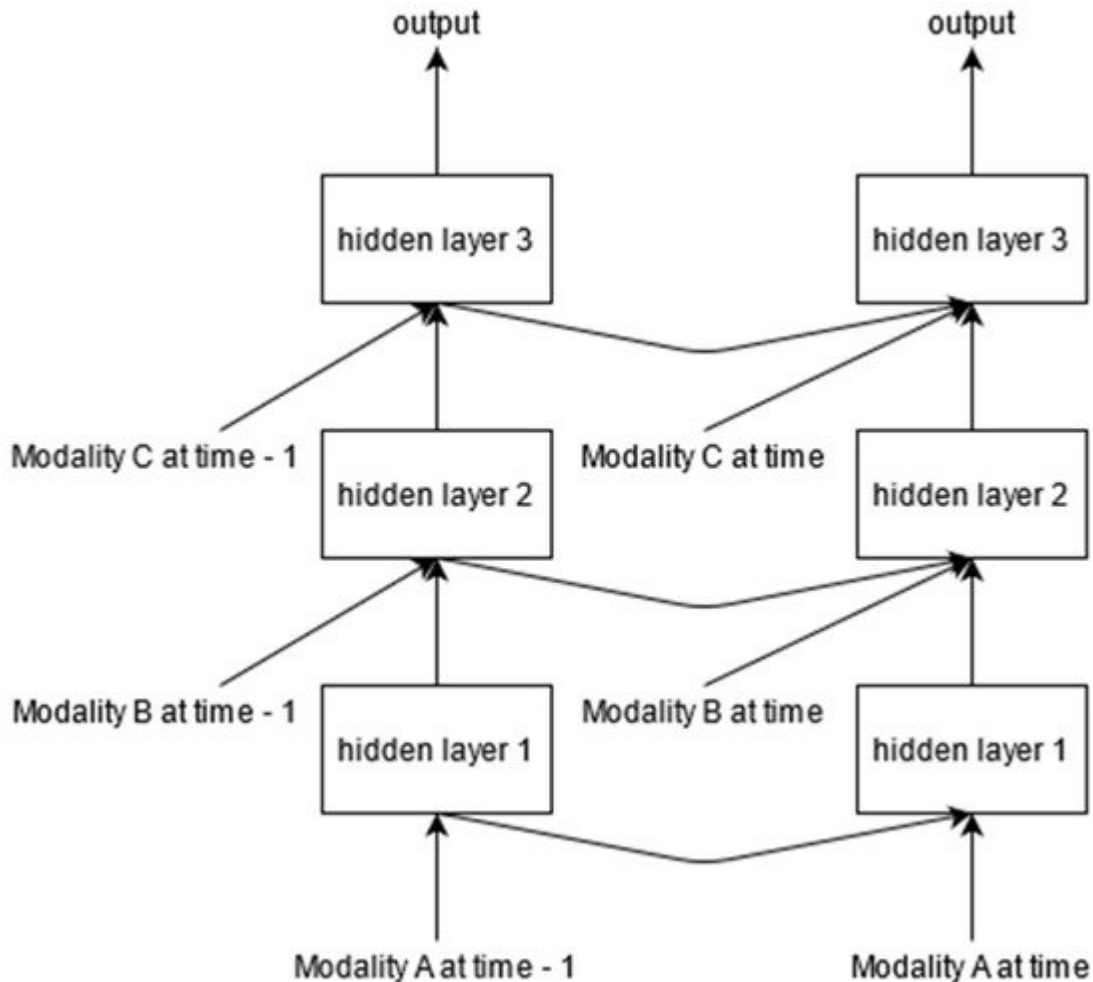 output
output
hidden layer 3
hidden layer 3
Modality C at time - 1
Modality C at time
hidden layer 2
hidden layer 2
Modality B at time - 1
Modality B at time
hidden layer 1
hidden layer 1
Modality A at time - 1
Modality A at time